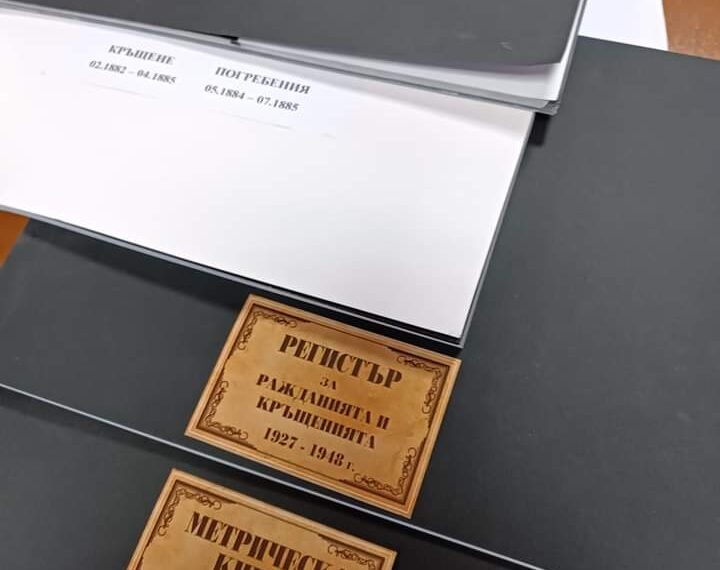 КРЪЩЕНЕ
02.1882 – 04.1885
ПОГРЕБЕНИЯ
05.1884 – 07.1885
РЕГИСТЪР
ЗА
РАЖДАНИЯТА И
КРЪЩЕНИЯТА
1927 - 1948 г.